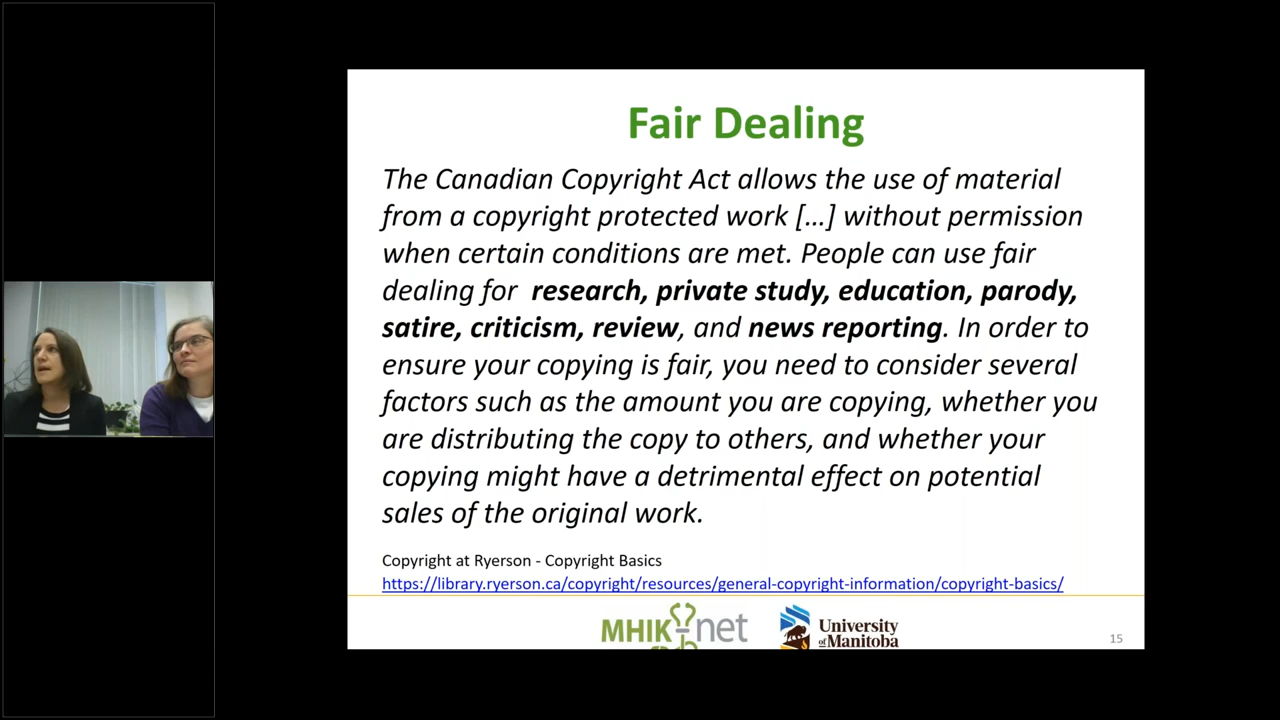 Fair Dealing
The Canadian Copyright Act allows the use of material
from a copyright protected work [...] without permission
when certain conditions are met. People can use fair
dealing for research, private study, education, parody,
satire, criticism, review, and news reporting. In order to
ensure your copying is fair, you need to consider several
factors such as the amount you are copying, whether you
are distributing the copy to others, and whether your
copying might have a detrimental effect on potential
sales of the original work.
Copyright at Ryerson - Copyright Basics
https://library.ryerson.ca/copyright/resources/general-copyright-information/copyright-basics/
MHIK-net
University
of Manitoba
15